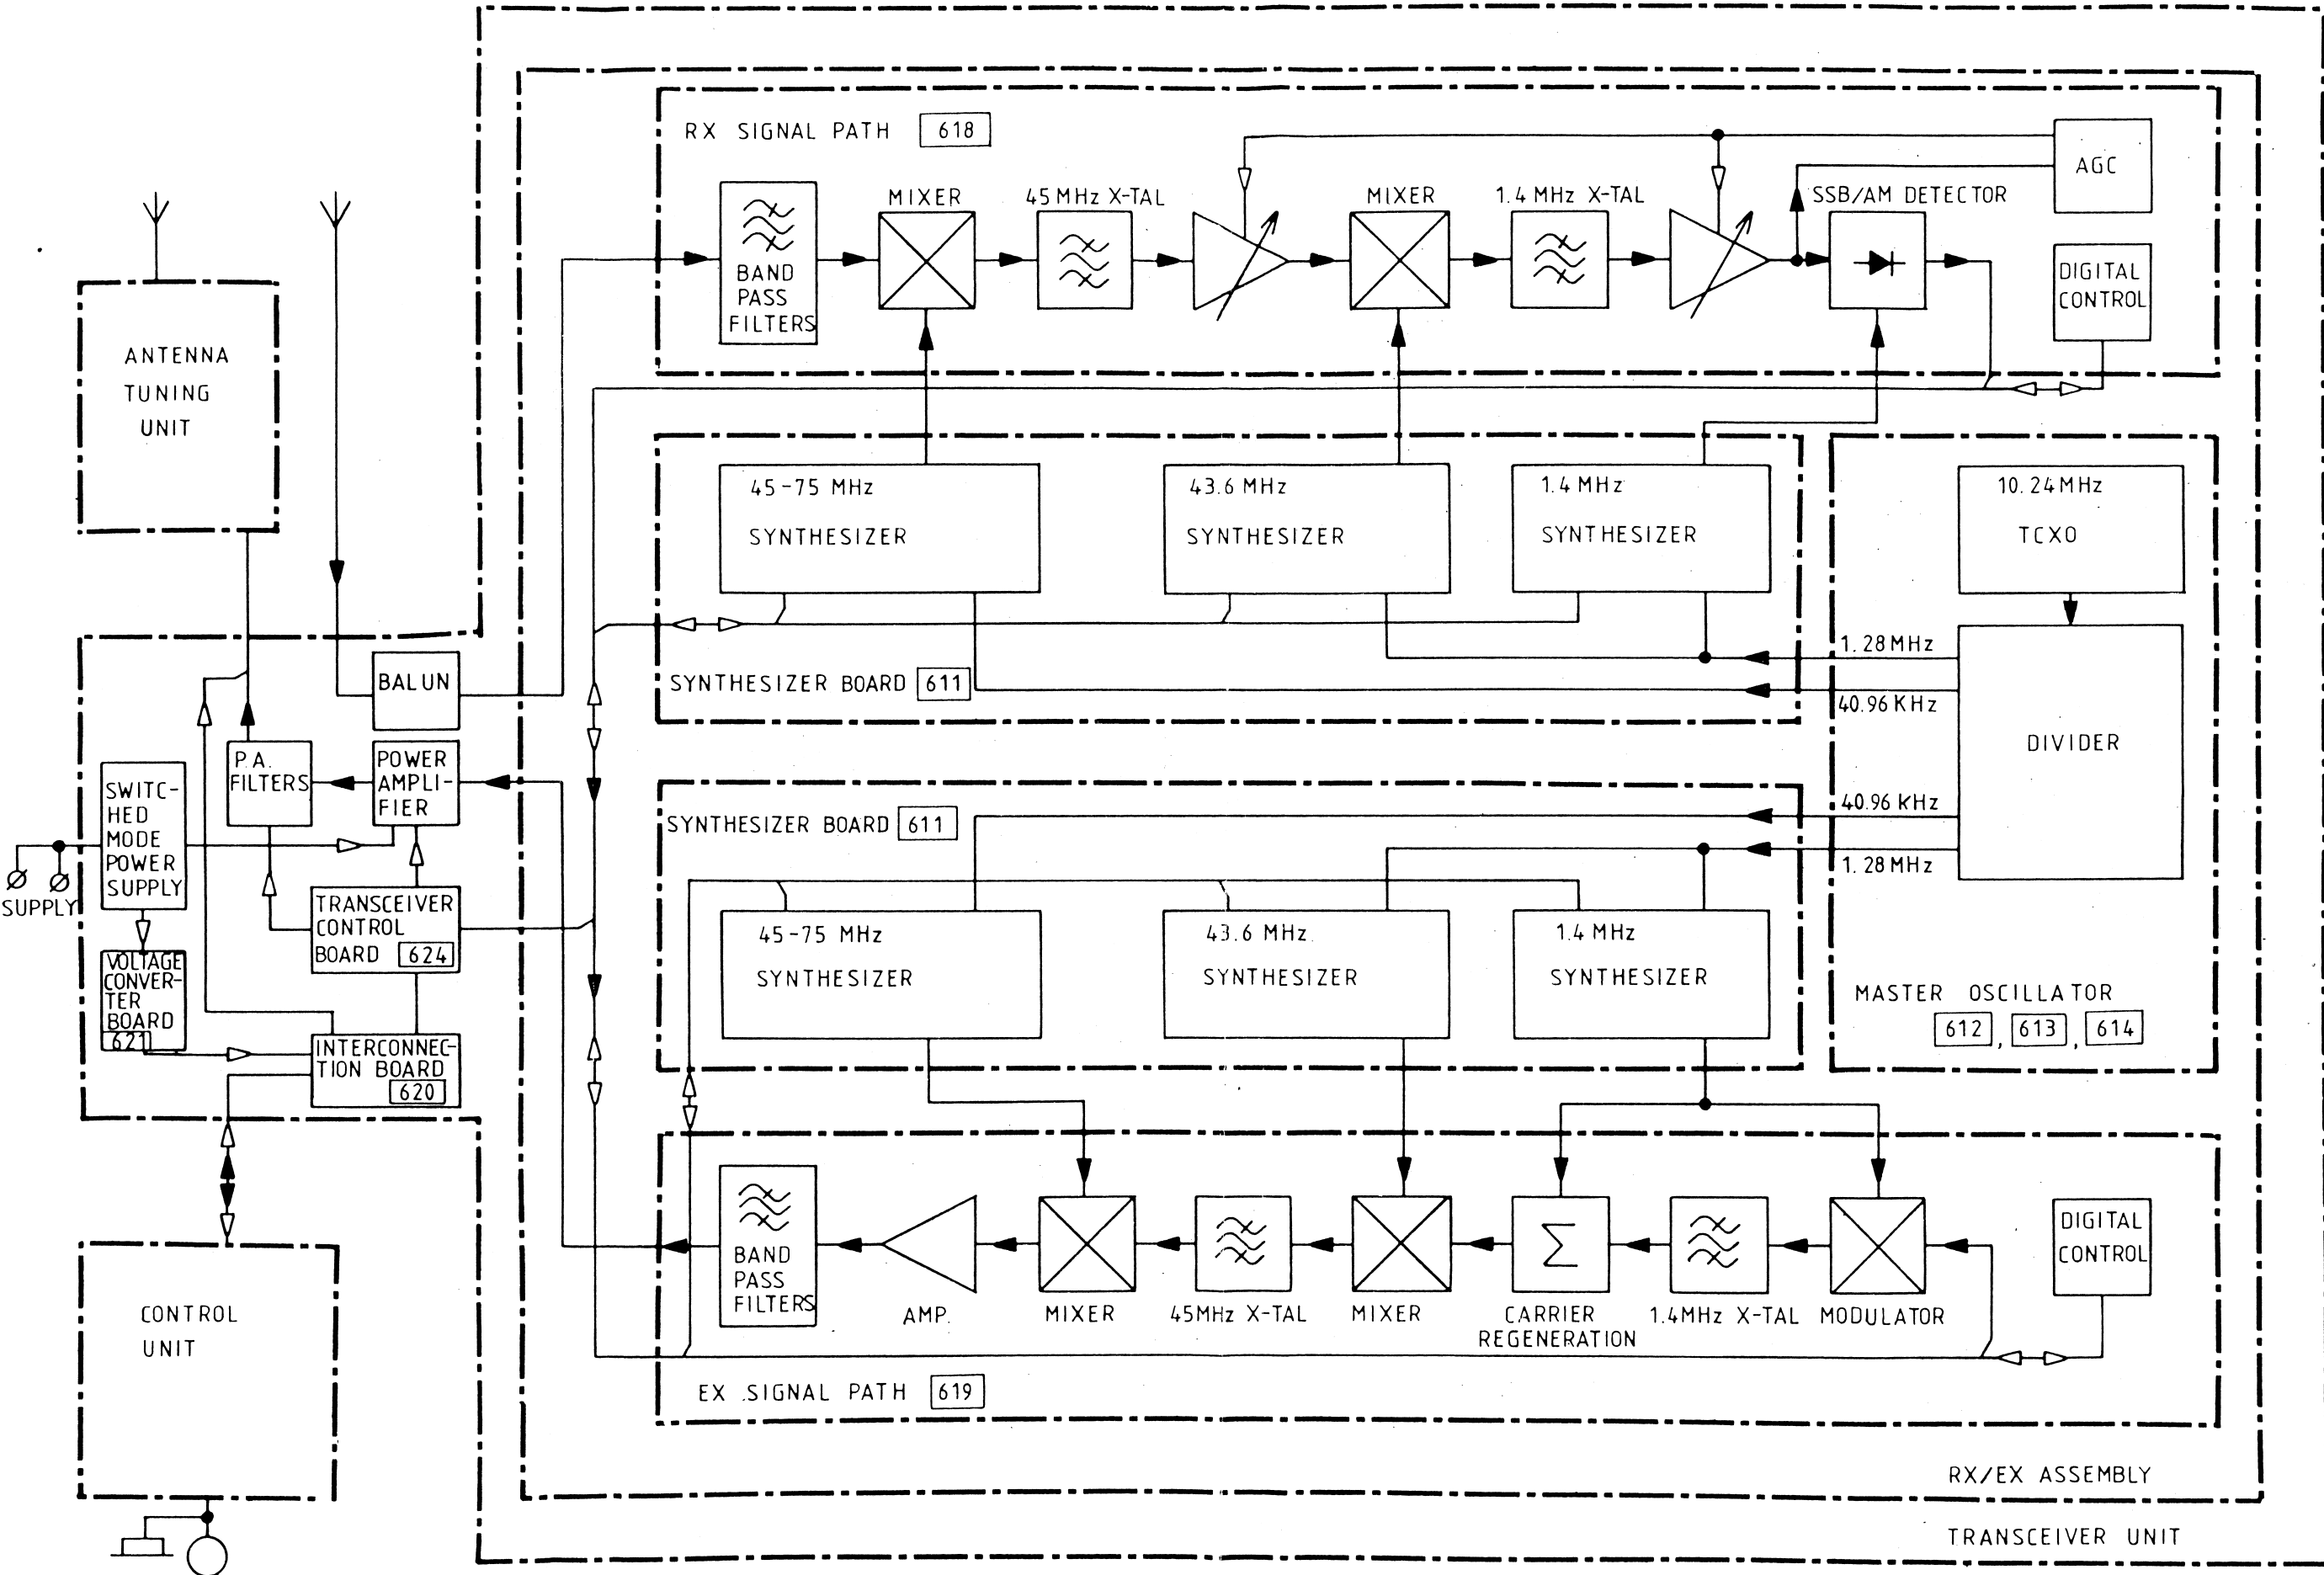 RX SIGNAL PATH 618
BAND
PASS
FILTERS
MIXER
45 MHz X-TAL
MIXER
1.4 MHz X-TAL
SSB/AM DETECTOR
AGC
DIGITAL
CONTROL
ANTENNA
TUNING
UNIT
45-75 MHz
SYNTHESIZER
43.6 MHz
SYNTHESIZER
1.4 MHz
SYNTHESIZER
SYNTHESIZER BOARD 611
10.24 MHz
TCXO
1.28 MHz
40.96 KHz
DIVIDER
40.96 KHz
1.28 MHz
MASTER OSCILLATOR
612, 613, 614
BALUN
P.A.
FILTERS
POWER
AMPLI-
FIER
SWITC-
HED
MODE
POWER
SUPPLY
SUPPLY
TRANSCEIVER
CONTROL
BOARD 624
VOLTAGE
CONVER-
TER
BOARD
621
INTERCONNEC-
TION BOARD
620
SYNTHESIZER BOARD 611
45-75 MHz
SYNTHESIZER
43.6 MHz
SYNTHESIZER
1.4 MHz
SYNTHESIZER
BAND
PASS
FILTERS
AMP.
MIXER
45MHz X-TAL
MIXER
Σ
CARRIER
REGENERATION
1.4MHz X-TAL
MODULATOR
DIGITAL
CONTROL
EX SIGNAL PATH 619
CONTROL
UNIT
RX/EX ASSEMBLY
TRANSCEIVER UNIT